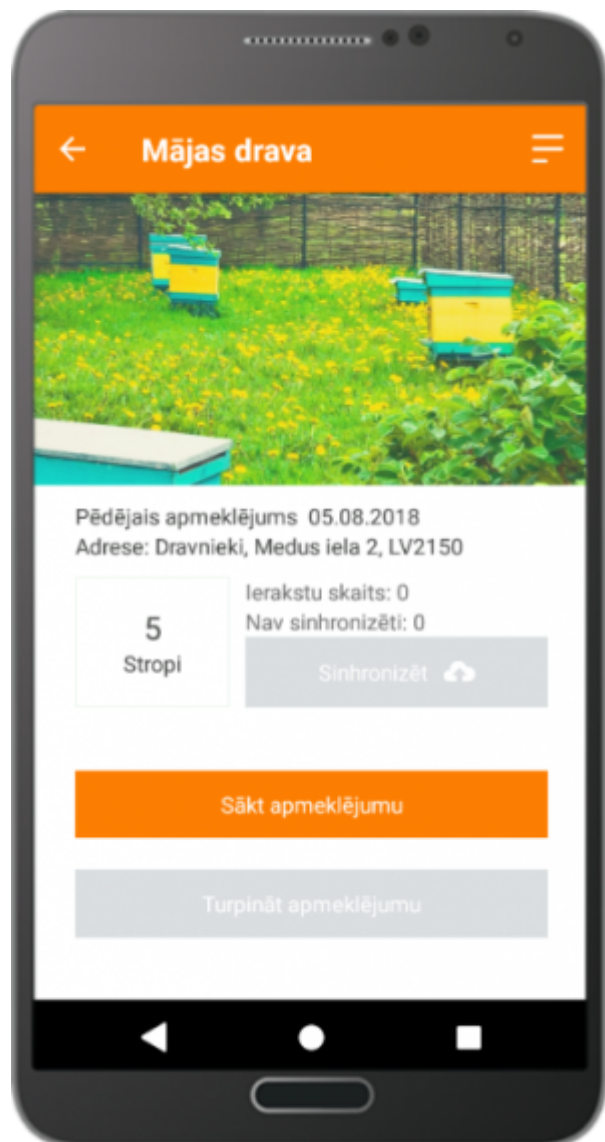 Mājas drava
Pēdējais apmeklējums 05.08.2018
Adrese: Dravnieki, Medus iela 2, LV2150
5
Stropi
Ierakstu skaits: 0
Nav sinhronizēti: 0
Sinhronizēt
Sākt apmeklējumu
Turpināt apmeklējumu